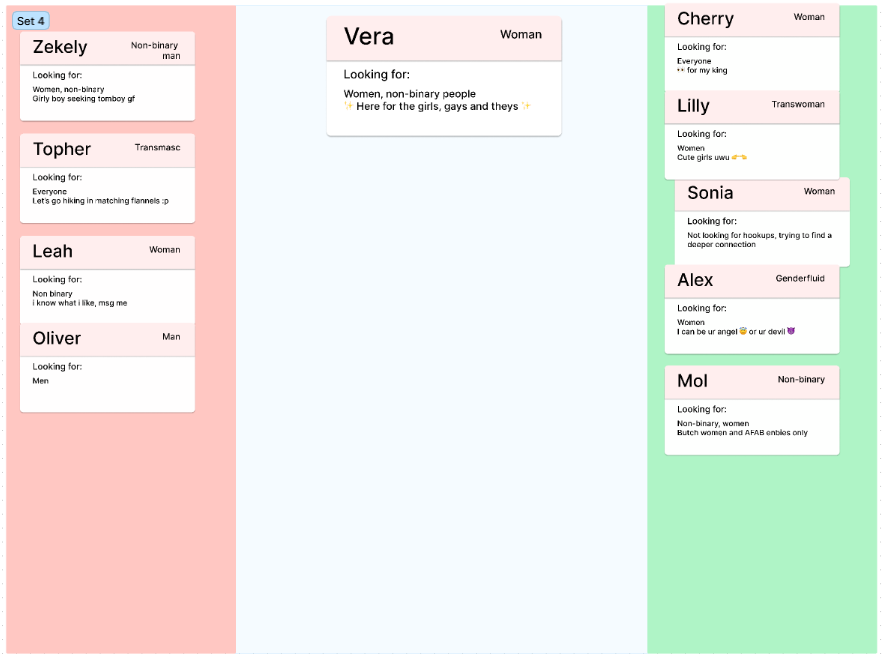 Set 4
Zekely
Non-binary
man
Looking for:
Women, non-binary
Girly boy seeking tomboy gf
Topher
Transmasc
Looking for:
Everyone
Let's go hiking in matching flannels :p
Leah
Woman
Looking for:
Non binary
i know what i like, msg me
Oliver
Man
Looking for:
Men
Vera
Woman
Looking for:
Women, non-binary people
✨ Here for the girls, gays and theys ✨
Cherry
Woman
Looking for:
Everyone
👀 for my king
Lilly
Transwoman
Looking for:
Women
Cute girls uwu 👉👈
Sonia
Woman
Looking for:
Not looking for hookups, trying to find a
deeper connection
Alex
Genderfluid
Looking for:
Women
I can be ur angel 😇 or ur devil 😈
Mol
Non-binary
Looking for:
Non-binary, women
Butch women and AFAB enbies only